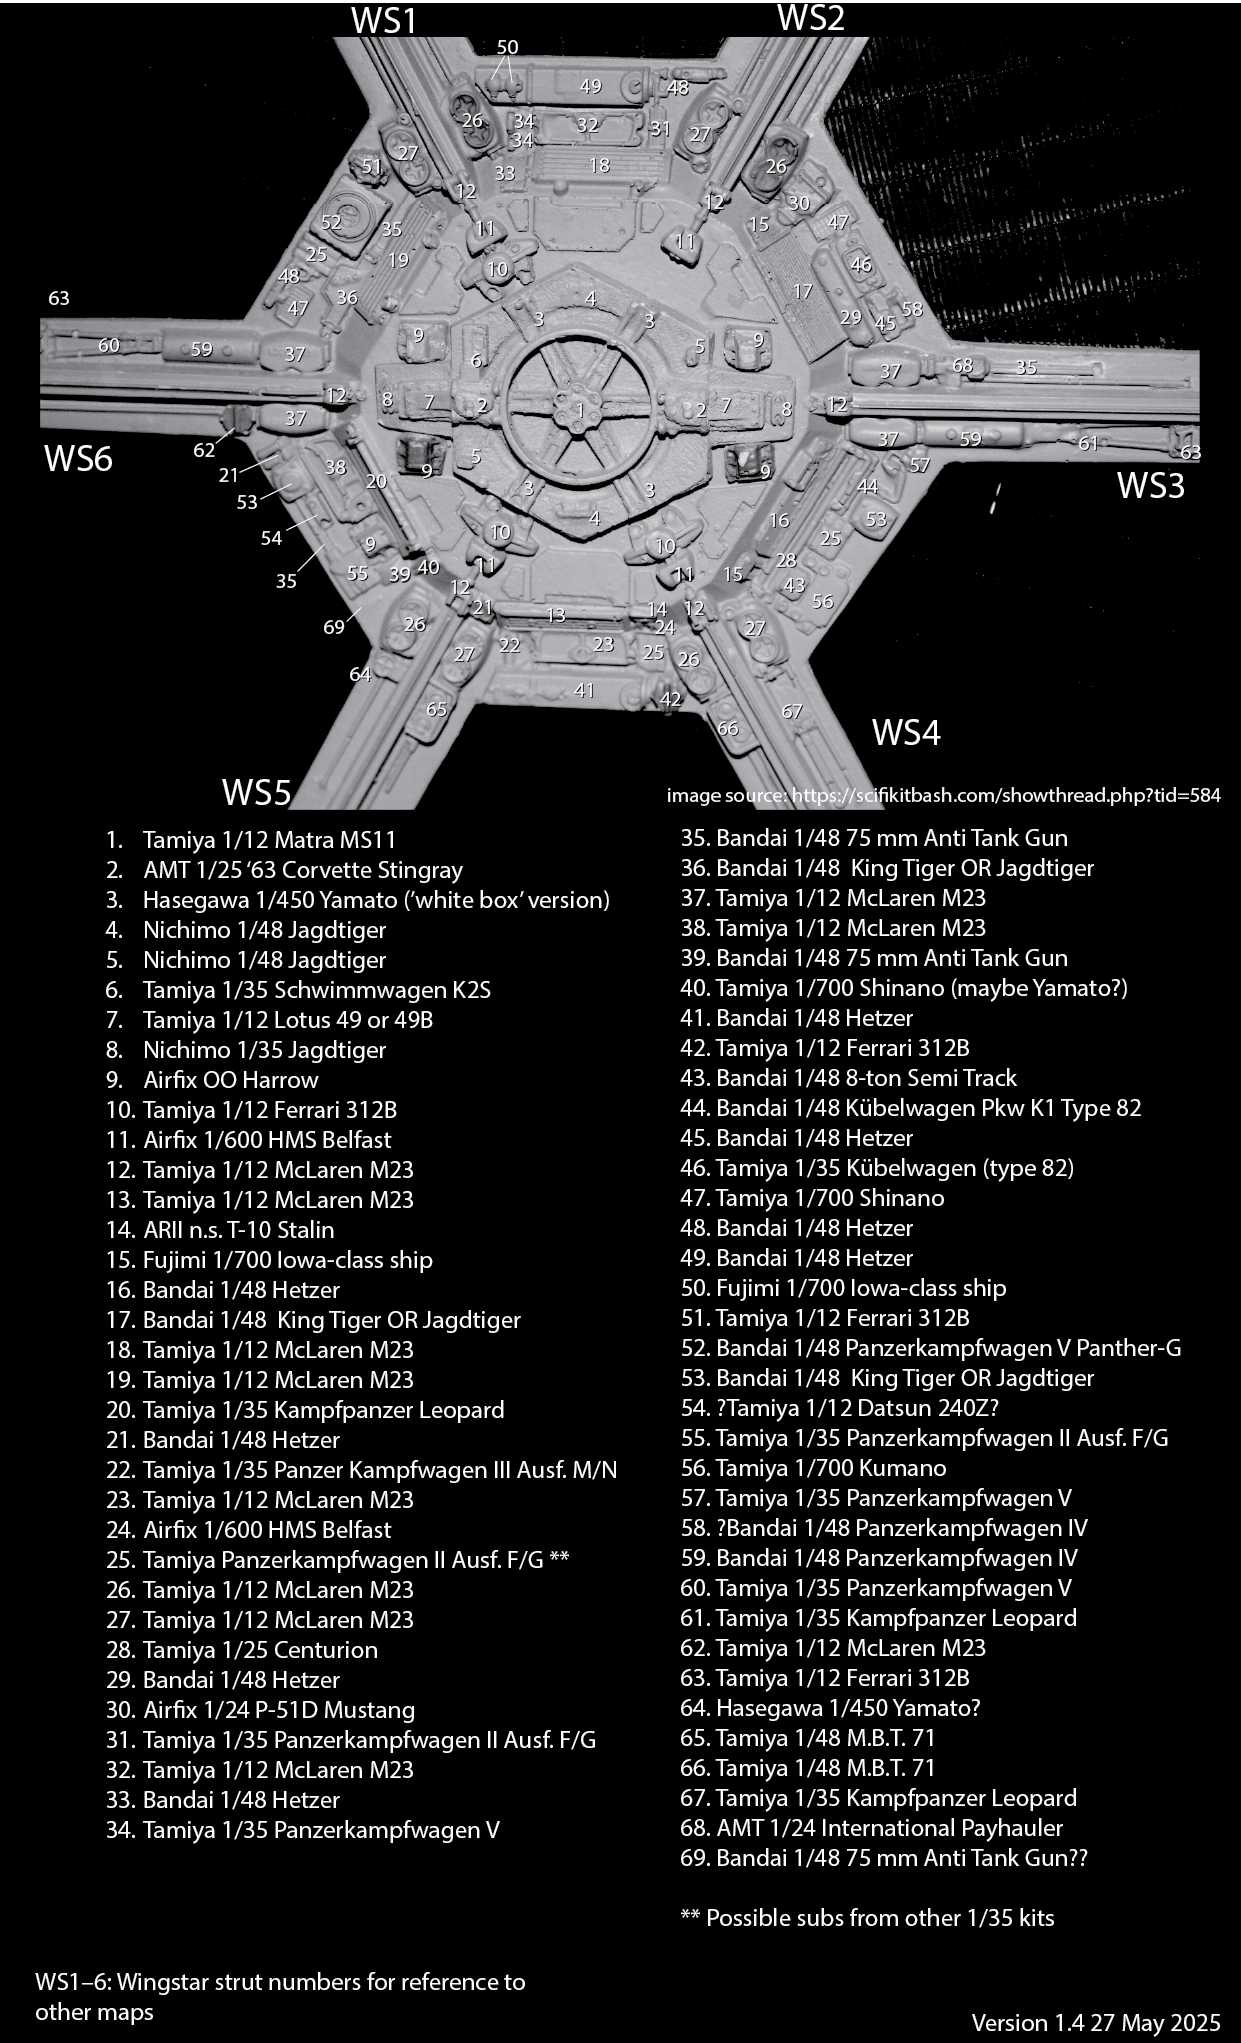 WS1
WS2
50
49
48
26
34
32
31
27
34
27
18
26
51
33
12
12
30
52
35
11
15
47
11
25
19
10
46
48
36
4
17
63
47
3
3
29
58
45
9
5
9
60
59
37
6
68
35
37
12
8
7
2
1
2
7
8
12
37
37
59
61
63
62
WS6
21
38
20
5
9
9
57
WS3
53
3
3
44
54
4
16
53
9
10
10
25
35
55
39
40
11
11
15
28
12
43
21
13
14
12
56
69
26
24
27
22
23
25
27
26
64
41
42
65
67
66
WS4
WS5
image source: https://scifikitbash.com/showthread.php?tid=584
1. Tamiya 1/12 Matra MS11
2. AMT 1/25 ‘63 Corvette Stingray
3. Hasegawa 1/450 Yamato (’white box’ version)
4. Nichimo 1/48 Jagdtiger
5. Nichimo 1/48 Jagdtiger
6. Tamiya 1/35 Schwimmwagen K2S
7. Tamiya 1/12 Lotus 49 or 49B
8. Nichimo 1/35 Jagdtiger
9. Airfix OO Harrow
10. Tamiya 1/12 Ferrari 312B
11. Airfix 1/600 HMS Belfast
12. Tamiya 1/12 McLaren M23
13. Tamiya 1/12 McLaren M23
14. ARII n.s. T-10 Stalin
15. Fujimi 1/700 Iowa-class ship
16. Bandai 1/48 Hetzer
17. Bandai 1/48 King Tiger OR Jagdtiger
18. Tamiya 1/12 McLaren M23
19. Tamiya 1/12 McLaren M23
20. Tamiya 1/35 Kampfpanzer Leopard
21. Bandai 1/48 Hetzer
22. Tamiya 1/35 Panzer Kampfwagen III Ausf. M/N
23. Tamiya 1/12 McLaren M23
24. Airfix 1/600 HMS Belfast
25. Tamiya Panzerkampfwagen II Ausf. F/G **
26. Tamiya 1/12 McLaren M23
27. Tamiya 1/12 McLaren M23
28. Tamiya 1/25 Centurion
29. Bandai 1/48 Hetzer
30. Airfix 1/24 P-51D Mustang
31. Tamiya 1/35 Panzerkampfwagen II Ausf. F/G
32. Tamiya 1/12 McLaren M23
33. Bandai 1/48 Hetzer
34. Tamiya 1/35 Panzerkampfwagen V
35. Bandai 1/48 75 mm Anti Tank Gun
36. Bandai 1/48 King Tiger OR Jagdtiger
37. Tamiya 1/12 McLaren M23
38. Tamiya 1/12 McLaren M23
39. Bandai 1/48 75 mm Anti Tank Gun
40. Tamiya 1/700 Shinano (maybe Yamato?)
41. Bandai 1/48 Hetzer
42. Tamiya 1/12 Ferrari 312B
43. Bandai 1/48 8-ton Semi Track
44. Bandai 1/48 Kübelwagen Pkw K1 Type 82
45. Bandai 1/48 Hetzer
46. Tamiya 1/35 Kübelwagen (type 82)
47. Tamiya 1/700 Shinano
48. Bandai 1/48 Hetzer
49. Bandai 1/48 Hetzer
50. Fujimi 1/700 Iowa-class ship
51. Tamiya 1/12 Ferrari 312B
52. Bandai 1/48 Panzerkampfwagen V Panther-G
53. Bandai 1/48 King Tiger OR Jagdtiger
54. ?Tamiya 1/12 Datsun 240Z?
55. Tamiya 1/35 Panzerkampfwagen II Ausf. F/G
56. Tamiya 1/700 Kumano
57. Tamiya 1/35 Panzerkampfwagen V
58. ?Bandai 1/48 Panzerkampfwagen IV
59. Bandai 1/48 Panzerkampfwagen IV
60. Tamiya 1/35 Panzerkampfwagen V
61. Tamiya 1/35 Kampfpanzer Leopard
62. Tamiya 1/12 McLaren M23
63. Tamiya 1/12 Ferrari 312B
64. Hasegawa 1/450 Yamato?
65. Tamiya 1/48 M.B.T. 71
66. Tamiya 1/48 M.B.T. 71
67. Tamiya 1/35 Kampfpanzer Leopard
68. AMT 1/24 International Payhauler
69. Bandai 1/48 75 mm Anti Tank Gun??
** Possible subs from other 1/35 kits
WS1–6: Wingstar strut numbers for reference to
other maps
Version 1.4 27 May 2025